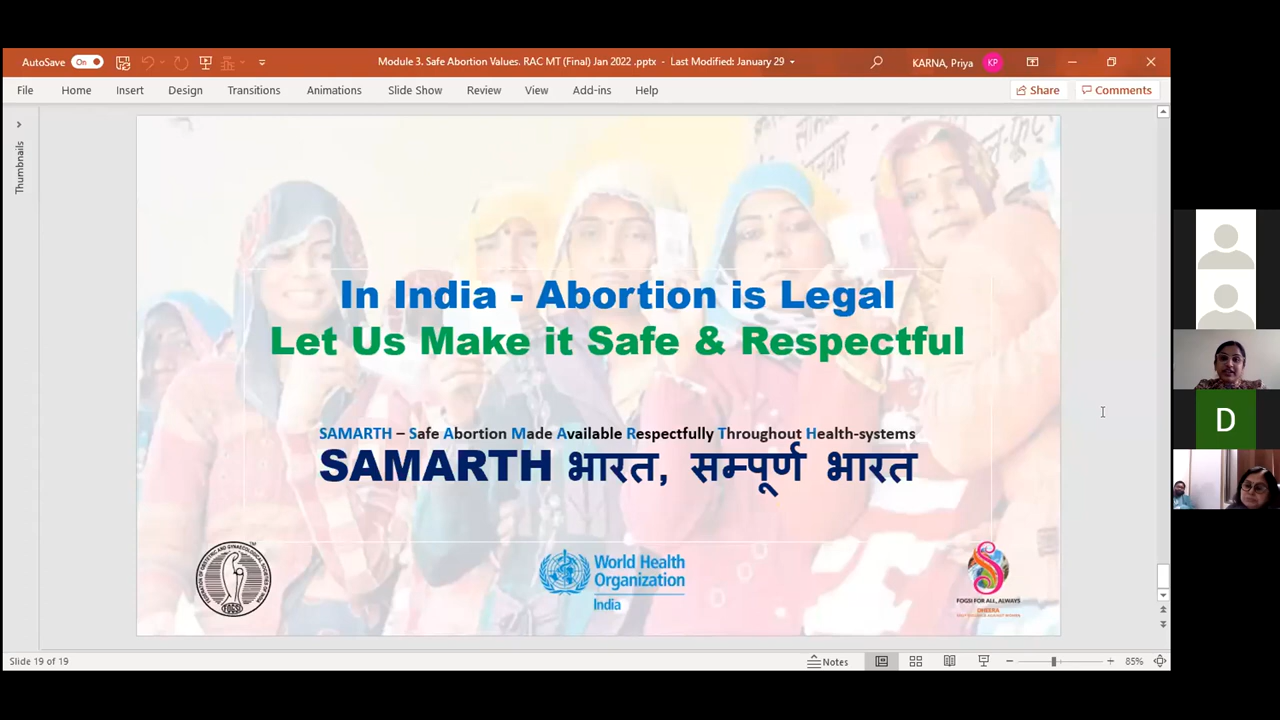 AutoSave On Module 3. Safe Abortion Values. RAC MT (Final) Jan 2022 .pptx - Last Modified: January 29 KARNA, Priya KP
File Home Insert Design Transitions Animations Slide Show Review View Add-ins Help Share Comments
Thumbnails
In India - Abortion is Legal
Let Us Make it Safe & Respectful
SAMARTH – Safe Abortion Made Available Respectfully Throughout Health-systems
SAMARTH भारत, सम्पूर्ण भारत
FOGSI
World Health
Organization
India
FOGSI FOR ALL, ALWAYS
DHEERA
D
Slide 19 of 19 Notes 85%